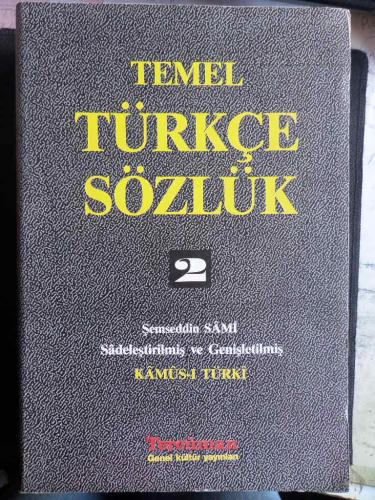 TEMEL
TÜRKÇE
SÖZLÜK
2
Şemseddin SÂMİ
Sâdeleştirilmiş ve Genişletilmiş
KÂMÛS-I TÜRKÎ
Tercüman
Genel kültür yayınları